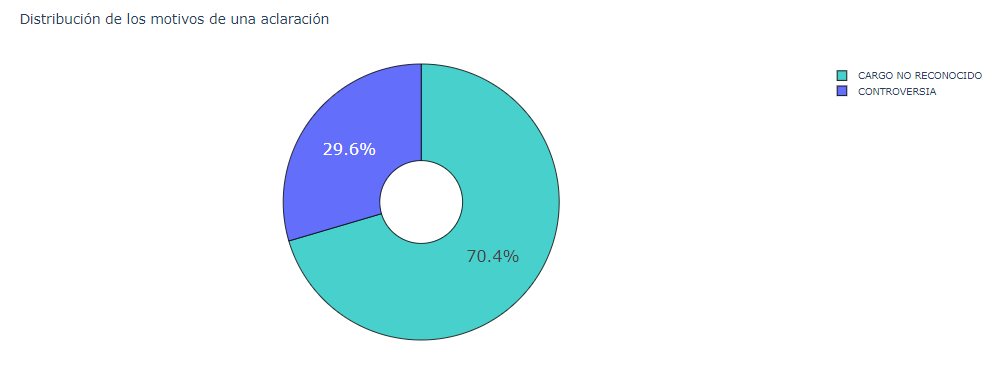 Distribución de los motivos de una aclaración
CARGO NO RECONOCIDO
CONTROVERSIA
29.6%
70.4%